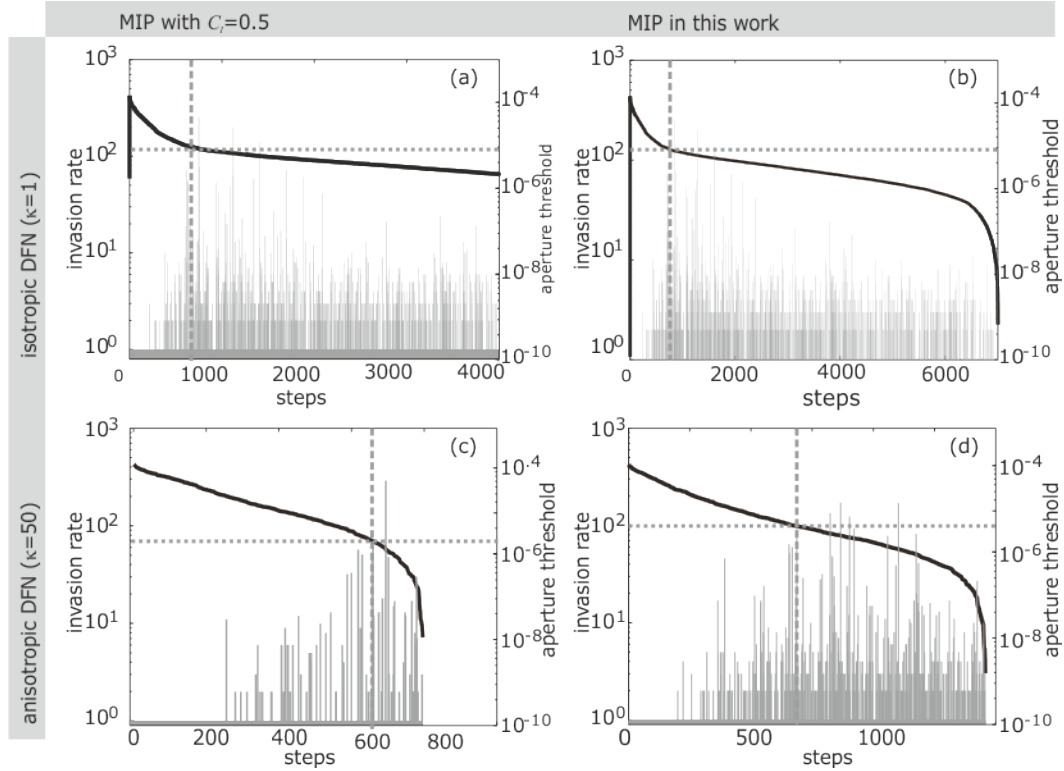 MIP with Cᵢ=0.5
MIP in this work
isotropic DFN (κ=1)
anisotropic DFN (κ=50)
(a)
10³
10²
10¹
10⁰
invasion rate
10⁻⁴
10⁻⁶
10⁻⁸
10⁻¹⁰
aperture threshold
0 1000 2000 3000 4000
steps
(b)
10³
10²
10¹
10⁰
invasion rate
10⁻⁴
10⁻⁶
10⁻⁸
10⁻¹⁰
aperture threshold
0 2000 4000 6000
steps
(c)
10³
10²
10¹
10⁰
invasion rate
10⁻⁴
10⁻⁶
10⁻⁸
10⁻¹⁰
aperture threshold
0 200 400 600 800
steps
(d)
10³
10²
10¹
10⁰
invasion rate
10⁻⁴
10⁻⁶
10⁻⁸
10⁻¹⁰
aperture threshold
0 500 1000
steps